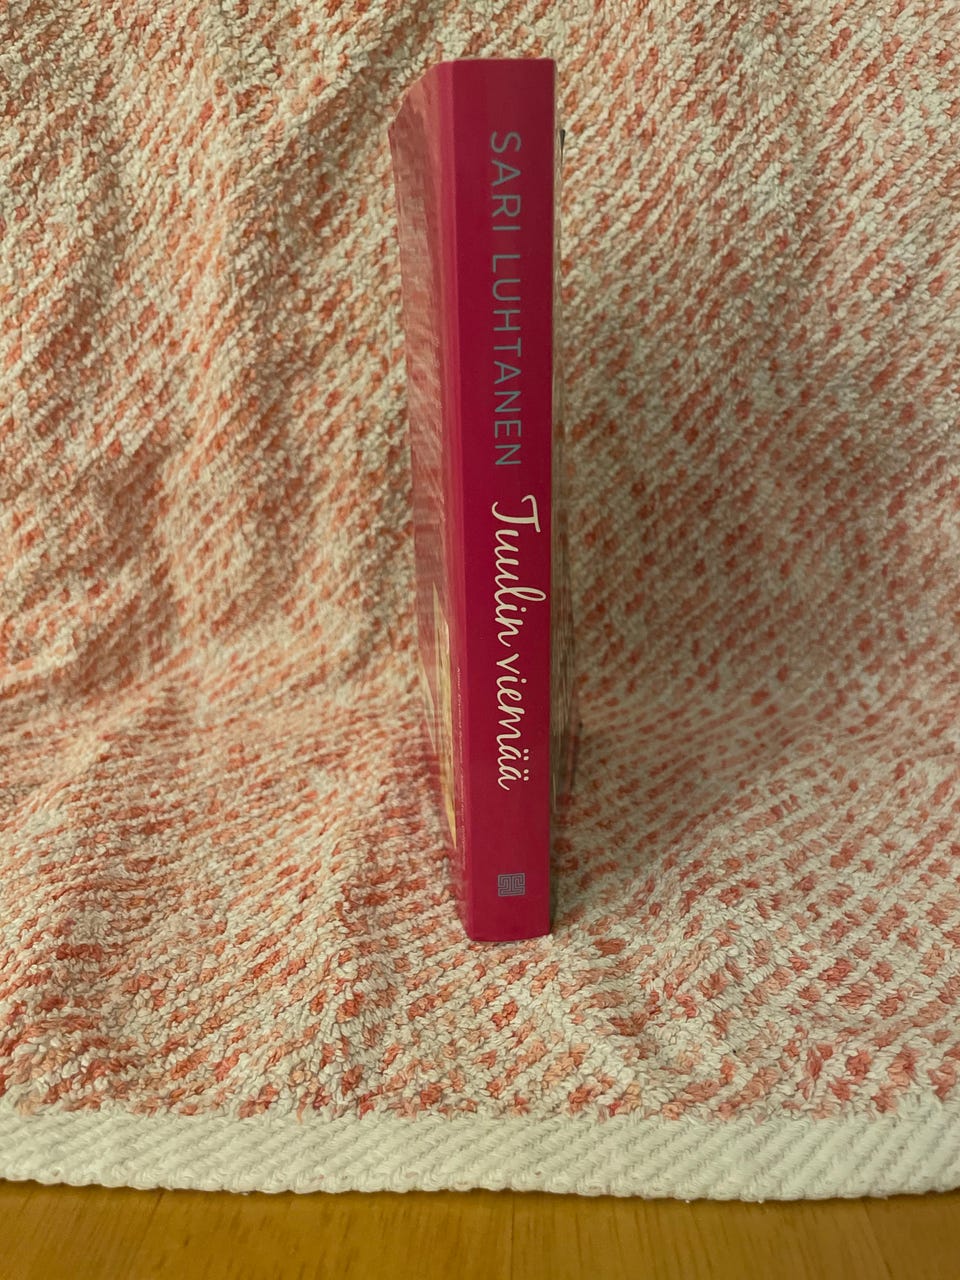 SARI LUHTANEN
Tuulin viemää